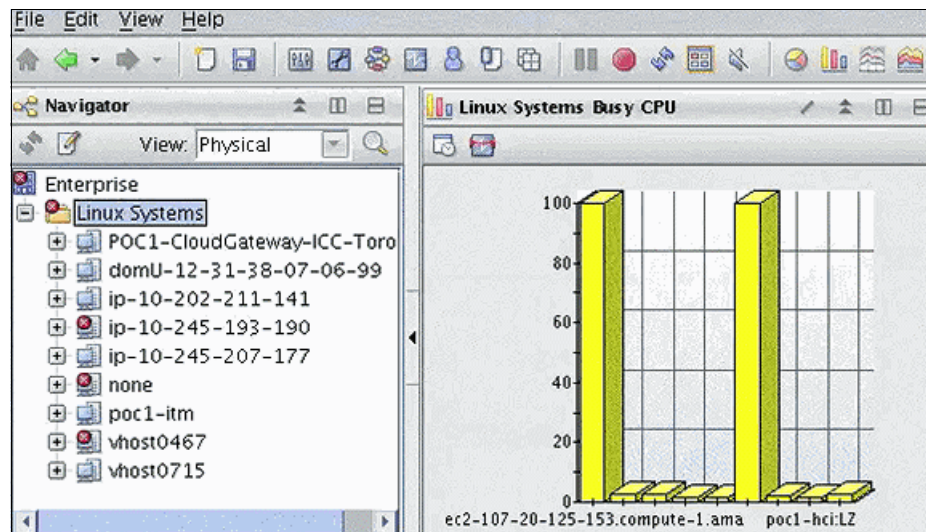 File Edit View Help
Navigator
View: Physical
Enterprise
Linux Systems
POC1-CloudGateway-ICC-Toro
domU-12-31-38-07-06-99
ip-10-202-211-141
ip-10-245-193-190
ip-10-245-207-177
none
poc1-itm
vhost0467
vhost0715
Linux Systems Busy CPU
100
80
60
40
20
0
ec2-107-20-125-153.compute-1.ama poc1-hci:LZ